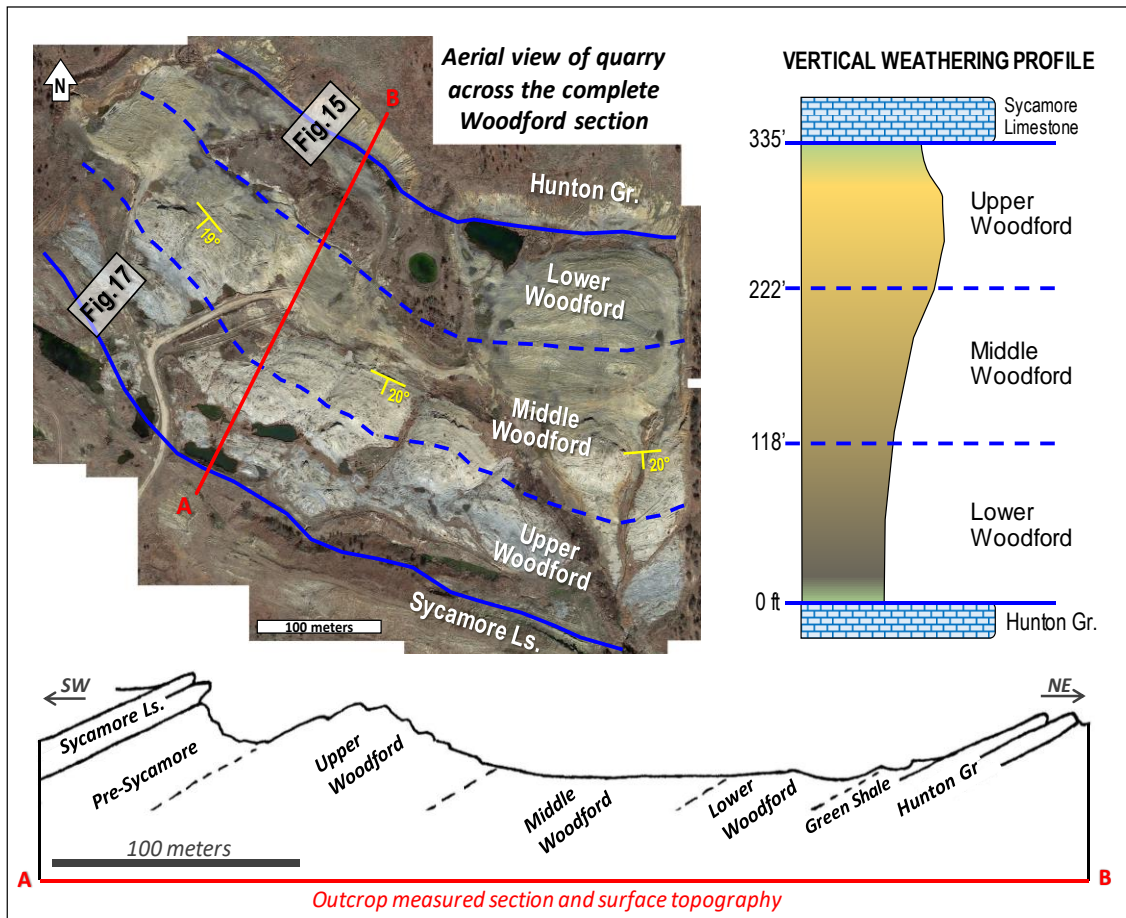 Aerial view of quarry
across the complete
Woodford section
N
Fig.15
B
Hunton Gr.
19°
Fig.17
Lower
Woodford
20°
Middle
Woodford
20°
A
Upper
Woodford
Sycamore Ls.
100 meters
VERTICAL WEATHERING PROFILE
Sycamore
Limestone
335'
Upper
Woodford
222'
Middle
Woodford
118'
Lower
Woodford
0 ft
Hunton Gr.
SW
NE
Sycamore Ls.
Pre-Sycamore
Upper
Woodford
Middle
Woodford
Lower
Woodford
Green Shale
Hunton Gr
100 meters
A
B
Outcrop measured section and surface topography